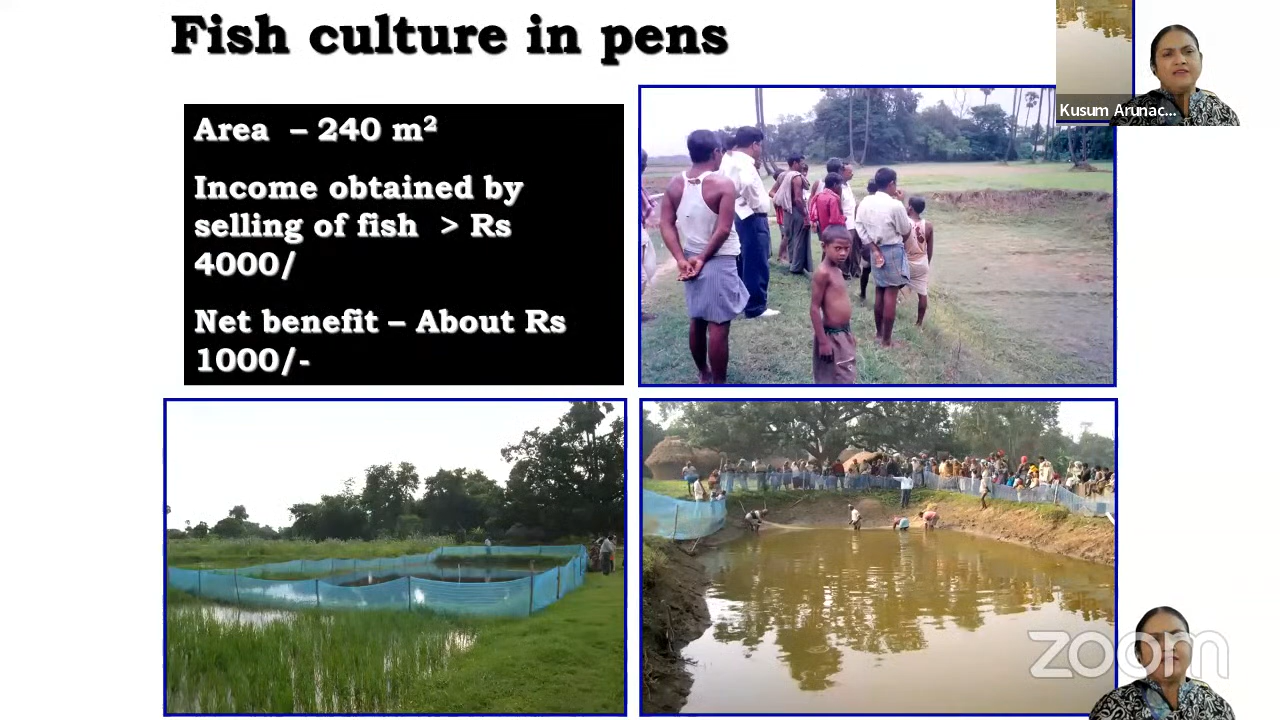 Fish culture in pens
Kusum Arunac...
Area – 240 m²
Income obtained by
selling of fish > Rs
4000/
Net benefit – About Rs
1000/-
zoom